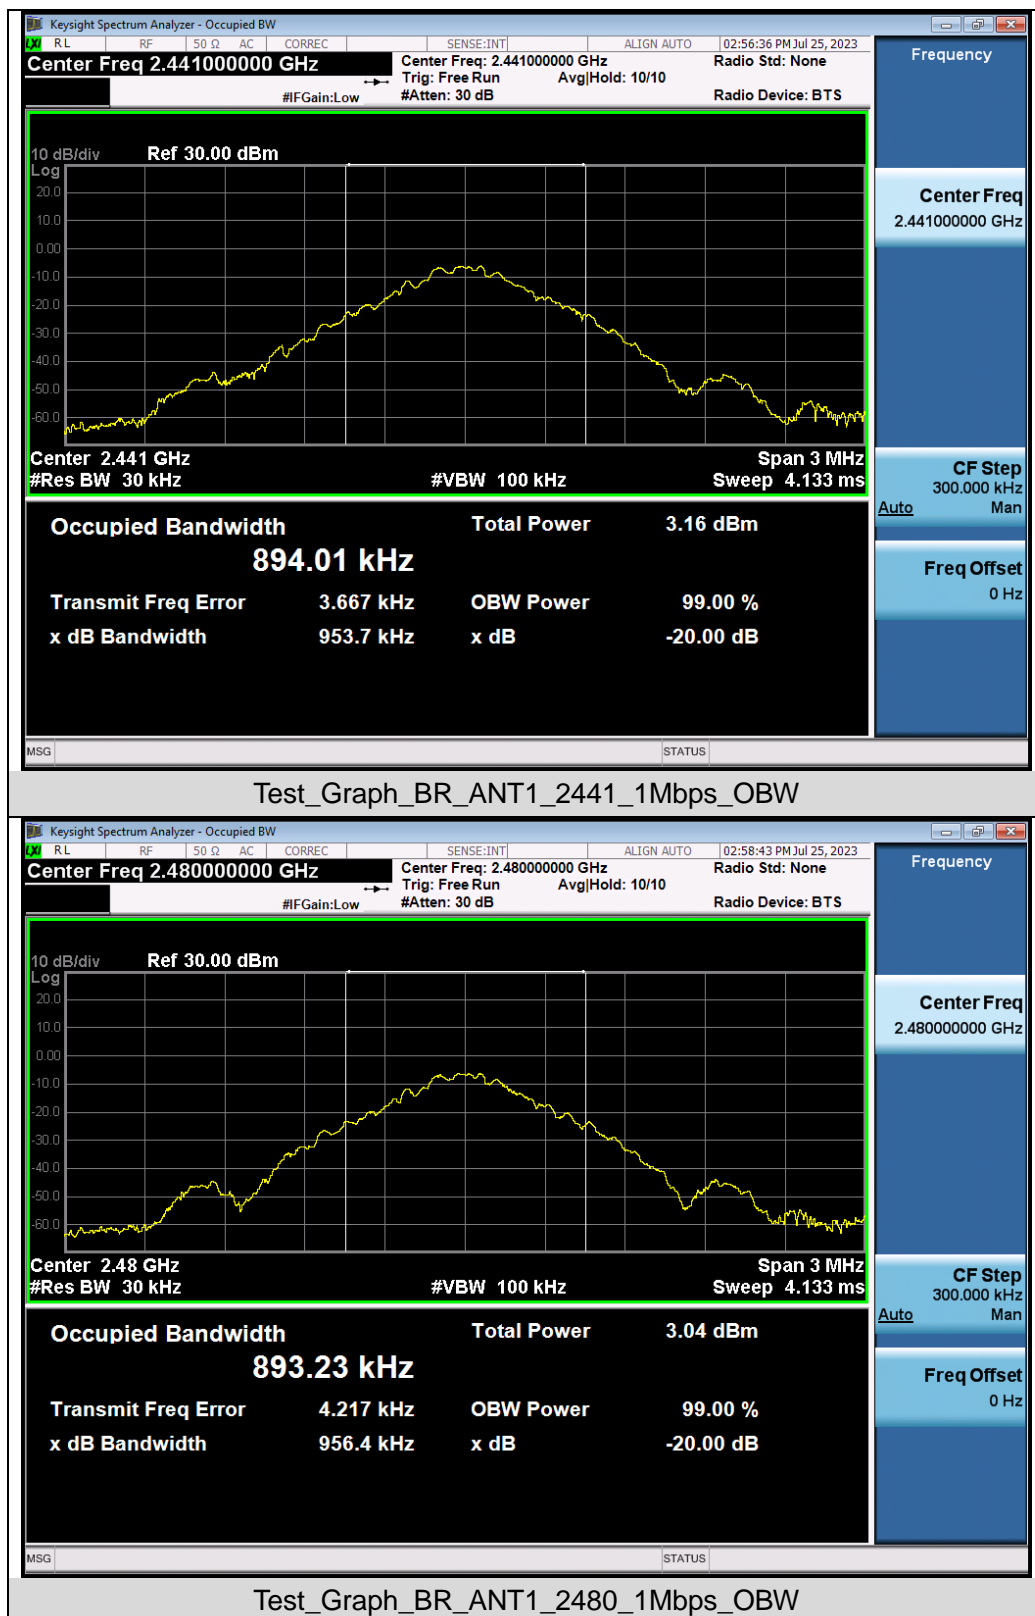 Keysight Spectrum Analyzer - Occupied BW
LXI RL RF 50 Ω AC CORREC SENSE:INT ALIGN AUTO 02:56:36 PM Jul 25, 2023
Center Freq 2.441000000 GHz Center Freq: 2.441000000 GHz Radio Std: None
Trig: Free Run Avg|Hold: 10/10
#IFGain:Low #Atten: 30 dB Radio Device: BTS
10 dB/div Ref 30.00 dBm
Log
20.0
10.0
0.00
-10.0
-20.0
-30.0
-40.0
-50.0
-60.0
Center 2.441 GHz Span 3 MHz
#Res BW 30 kHz #VBW 100 kHz Sweep 4.133 ms
Occupied Bandwidth Total Power 3.16 dBm
894.01 kHz
Transmit Freq Error 3.667 kHz OBW Power 99.00 %
x dB Bandwidth 953.7 kHz x dB -20.00 dB
MSG STATUS
Frequency
Center Freq
2.441000000 GHz
CF Step
300.000 kHz
Auto Man
Freq Offset
0 Hz
Test_Graph_BR_ANT1_2441_1Mbps_OBW
Keysight Spectrum Analyzer - Occupied BW
LXI RL RF 50 Ω AC CORREC SENSE:INT ALIGN AUTO 02:58:43 PM Jul 25, 2023
Center Freq 2.480000000 GHz Center Freq: 2.480000000 GHz Radio Std: None
Trig: Free Run Avg|Hold: 10/10
#IFGain:Low #Atten: 30 dB Radio Device: BTS
10 dB/div Ref 30.00 dBm
Log
20.0
10.0
0.00
-10.0
-20.0
-30.0
-40.0
-50.0
-60.0
Center 2.48 GHz Span 3 MHz
#Res BW 30 kHz #VBW 100 kHz Sweep 4.133 ms
Occupied Bandwidth Total Power 3.04 dBm
893.23 kHz
Transmit Freq Error 4.217 kHz OBW Power 99.00 %
x dB Bandwidth 956.4 kHz x dB -20.00 dB
MSG STATUS
Frequency
Center Freq
2.480000000 GHz
CF Step
300.000 kHz
Auto Man
Freq Offset
0 Hz
Test_Graph_BR_ANT1_2480_1Mbps_OBW